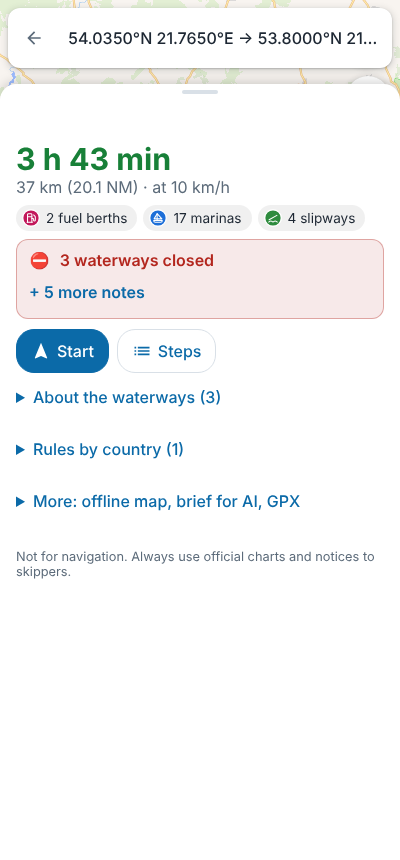 54.0350°N 21.7650°E → 53.8000°N 21...
3 h 43 min
37 km (20.1 NM) · at 10 km/h
2 fuel berths
17 marinas
4 slipways
3 waterways closed
+ 5 more notes
Start
Steps
About the waterways (3)
Rules by country (1)
More: offline map, brief for AI, GPX
Not for navigation. Always use official charts and notices to
skippers.